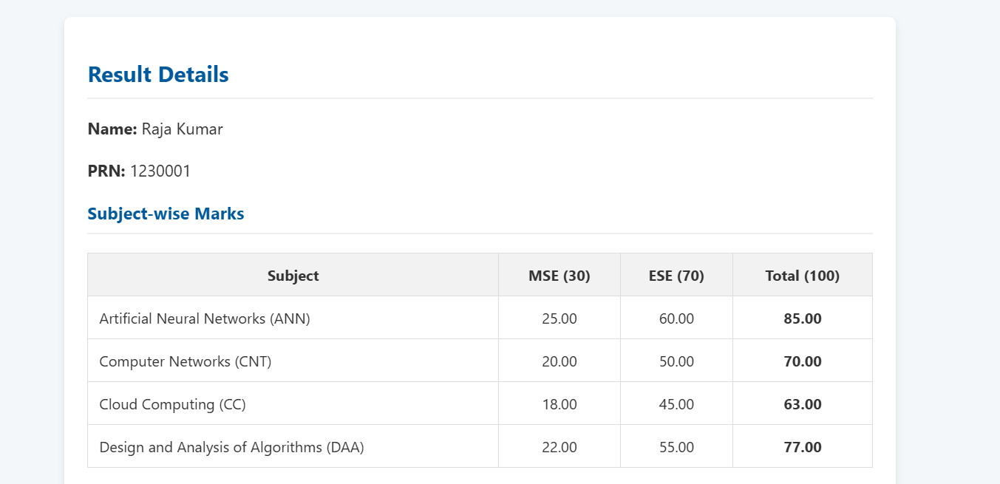 Result Details
Name: Raja Kumar
PRN: 1230001
Subject-wise Marks
Subject MSE (30) ESE (70) Total (100)
Artificial Neural Networks (ANN) 25.00 60.00 85.00
Computer Networks (CNT) 20.00 50.00 70.00
Cloud Computing (CC) 18.00 45.00 63.00
Design and Analysis of Algorithms (DAA) 22.00 55.00 77.00